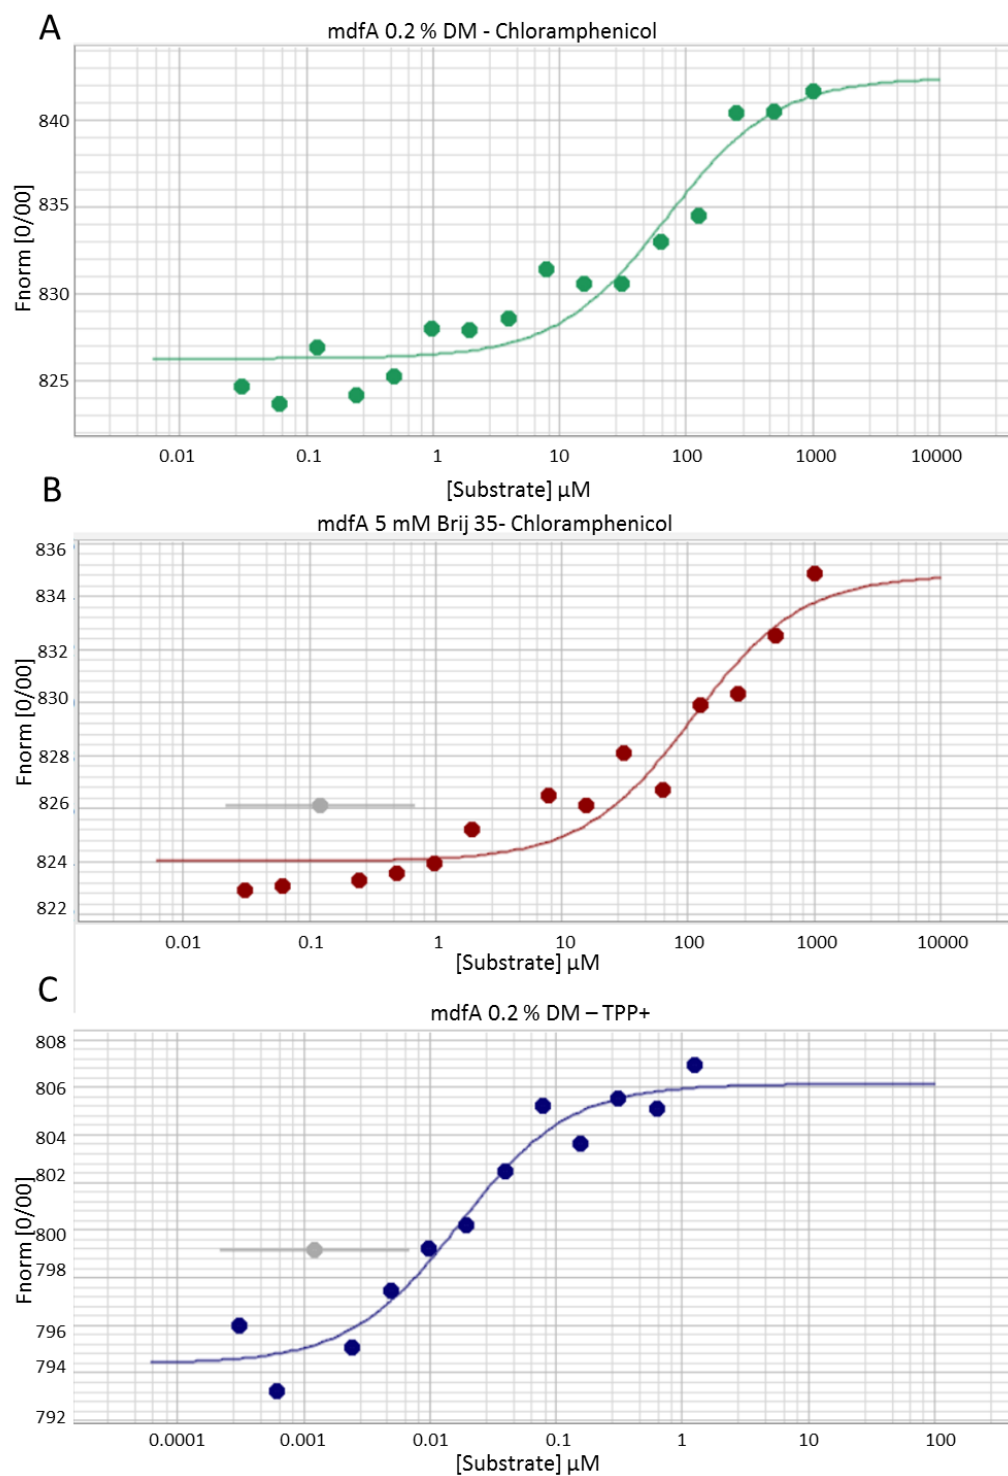 A
mdfA 0.2 % DM - Chloramphenicol
Fnorm [0/00]
840
835
830
825
0.01 0.1 1 10 100 1000 10000
[Substrate] µM
B
mdfA 5 mM Brij 35- Chloramphenicol
Fnorm [0/00]
836
834
832
830
828
826
824
822
0.01 0.1 1 10 100 1000 10000
[Substrate] µM
C
mdfA 0.2 % DM – TPP+
Fnorm [0/00]
808
806
804
802
800
798
796
794
792
0.0001 0.001 0.01 0.1 1 10 100
[Substrate] µM